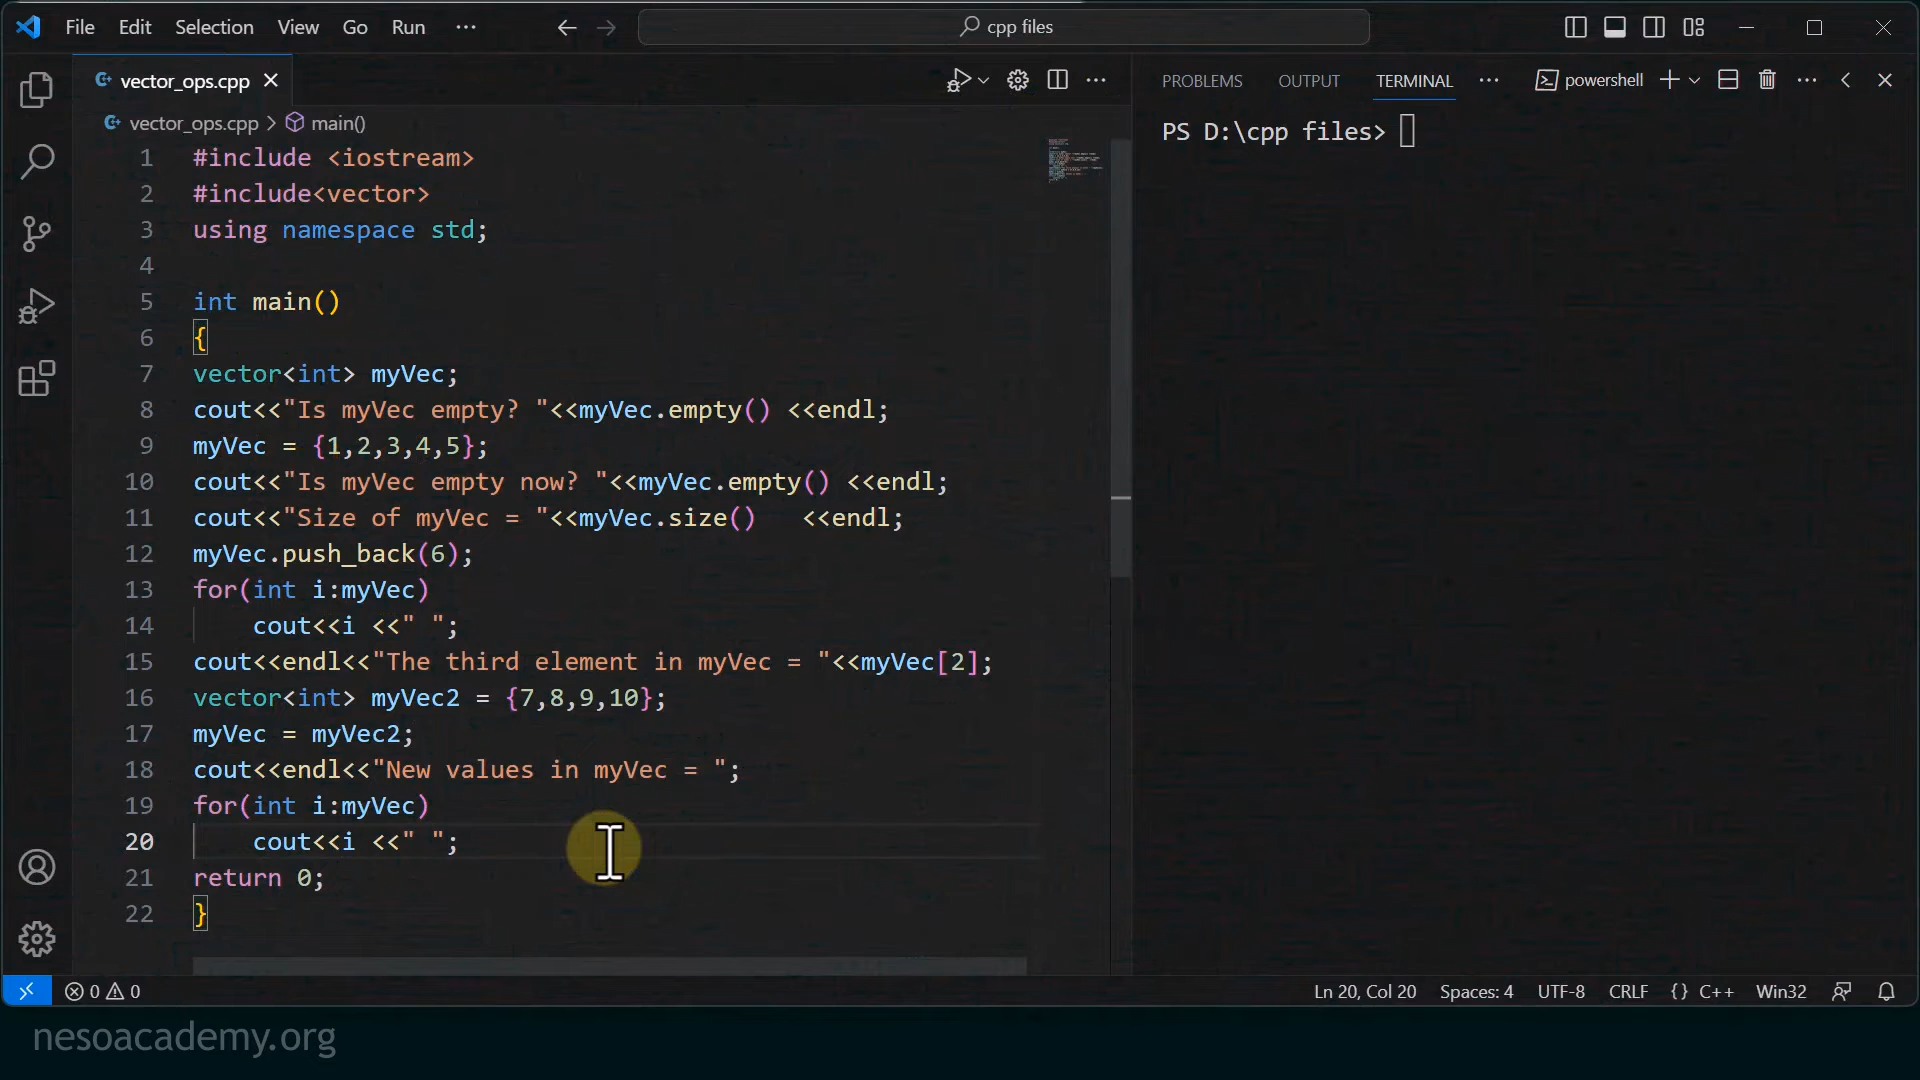 File Edit Selection View Go Run ··· cpp files
vector_ops.cpp
vector_ops.cpp > main()
1 #include <iostream>
2 #include<vector>
3 using namespace std;
4
5 int main()
6 {
7 vector<int> myVec;
8 cout<<"Is myVec empty? "<<myVec.empty() <<endl;
9 myVec = {1,2,3,4,5};
10 cout<<"Is myVec empty now? "<<myVec.empty() <<endl;
11 cout<<"Size of myVec = "<<myVec.size()   <<endl;
12 myVec.push_back(6);
13 for(int i:myVec)
14     cout<<i <<" ";
15 cout<<endl<<"The third element in myVec = "<<myVec[2];
16 vector<int> myVec2 = {7,8,9,10};
17 myVec = myVec2;
18 cout<<endl<<"New values in myVec = ";
19 for(int i:myVec)
20     cout<<i <<" ";
21 return 0;
22 }
PROBLEMS OUTPUT TERMINAL ··· powershell
PS D:\cpp files>
0 0 Ln 20, Col 20 Spaces: 4 UTF-8 CRLF {} C++ Win32
nesoacademy.org